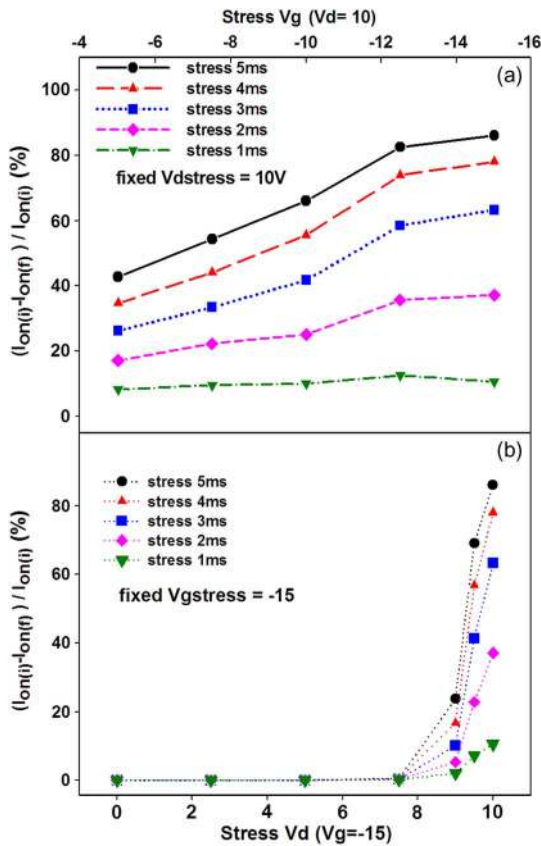 Stress Vg (Vd= 10)
-4 -6 -8 -10 -12 -14 -16
(a)
100
80
60
40
20
0
(Ion(i)-Ion(f)) / Ion(i) (%)
stress 5ms
stress 4ms
stress 3ms
stress 2ms
stress 1ms
fixed Vdstress = 10V
(b)
80
60
40
20
0
(Ion(i)-Ion(f)) / Ion(i) (%)
stress 5ms
stress 4ms
stress 3ms
stress 2ms
stress 1ms
fixed Vgstress = -15
0 2 4 6 8 10
Stress Vd (Vg=-15)